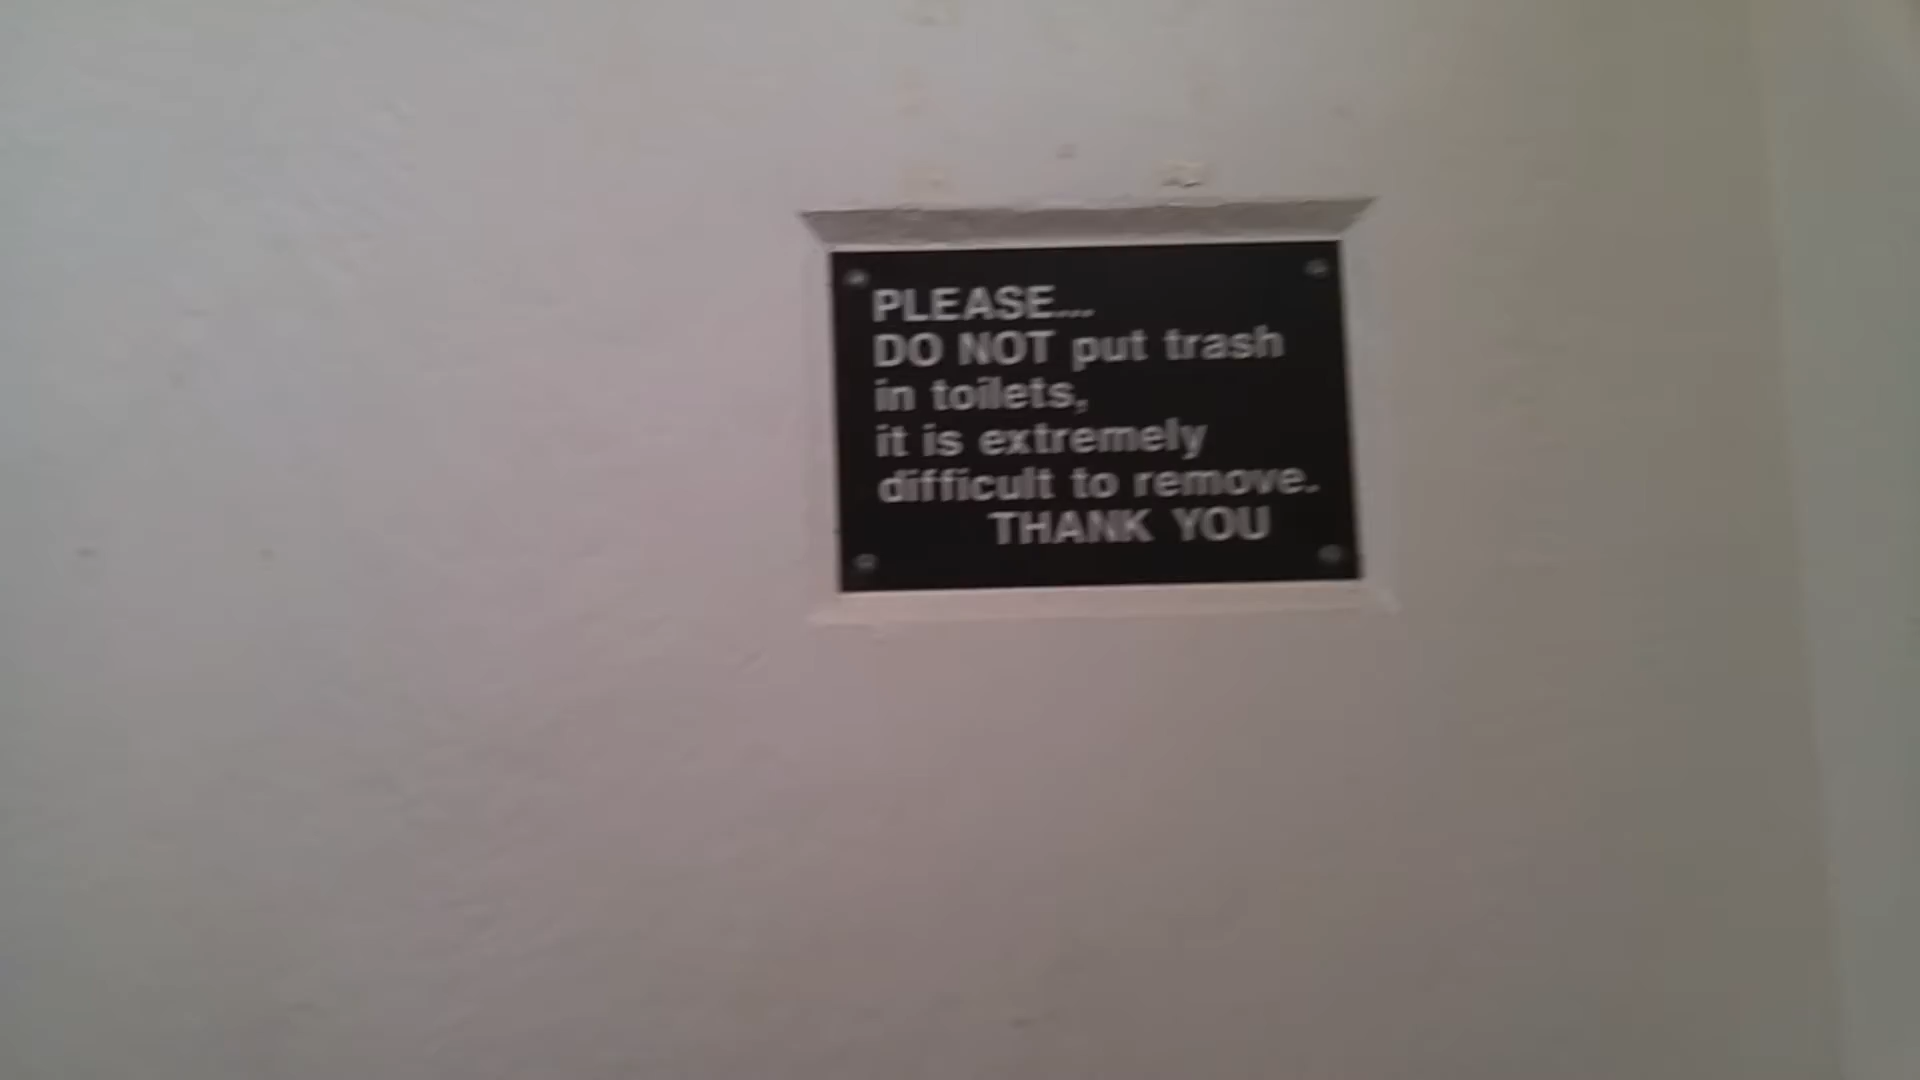 PLEASE...
DO NOT put trash
in toilets,
it is extremely
difficult to remove.
THANK YOU